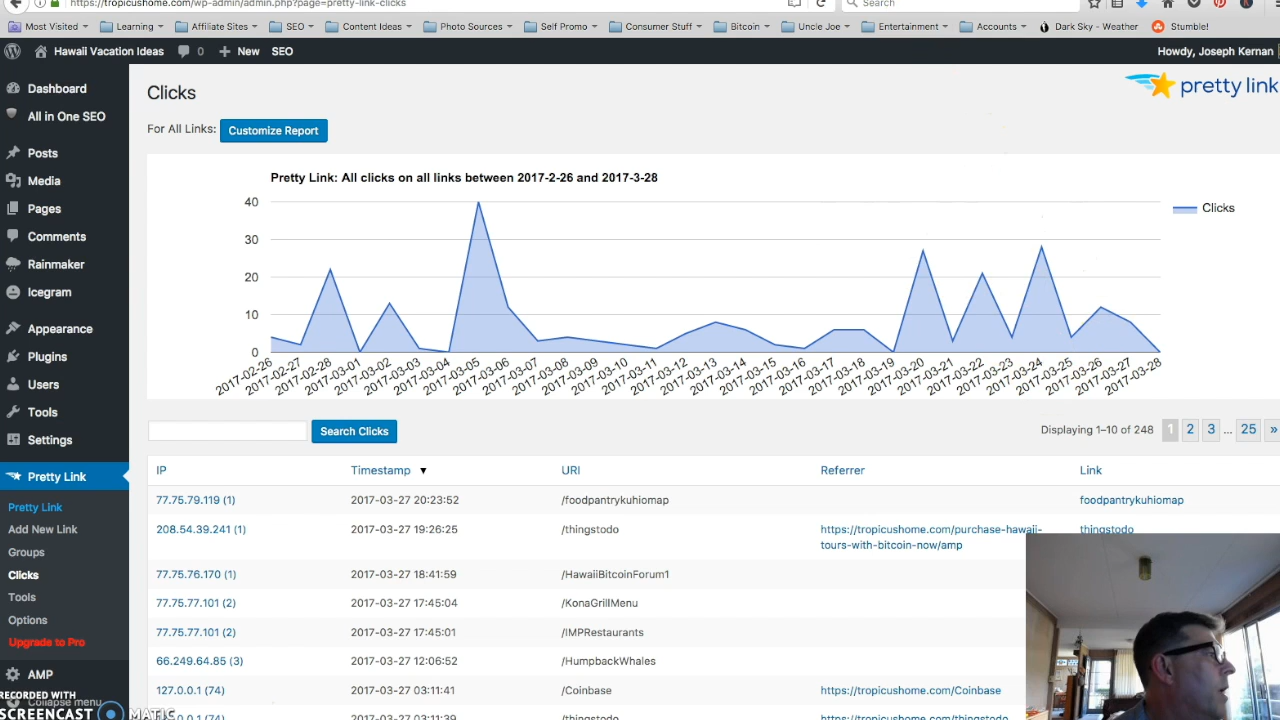 https://tropicushome.com/wp-admin/admin.php?page=pretty-link-clicks
Search
Most Visited Learning Affiliate Sites SEO Content Ideas Photo Sources Self Promo Consumer Stuff Bitcoin Uncle Joe Entertainment Accounts Dark Sky - Weather Stumble!
Hawaii Vacation Ideas 0 New SEO Howdy, Joseph Kernan
Dashboard
All in One SEO
Posts
Media
Pages
Comments
Rainmaker
Icegram
Appearance
Plugins
Users
Tools
Settings
Pretty Link
Pretty Link
Add New Link
Groups
Clicks
Tools
Options
Upgrade to Pro
AMP
Collapse menu
RECORDED WITH
SCREENCAST MATIC
Clicks
pretty link
For All Links: Customize Report
Pretty Link: All clicks on all links between 2017-2-26 and 2017-3-28
40
30
20
10
0
Clicks
2017-02-26 2017-02-27 2017-02-28 2017-03-01 2017-03-02 2017-03-03 2017-03-04 2017-03-05 2017-03-06 2017-03-07 2017-03-08 2017-03-09 2017-03-10 2017-03-11 2017-03-12 2017-03-13 2017-03-14 2017-03-15 2017-03-16 2017-03-17 2017-03-18 2017-03-19 2017-03-20 2017-03-21 2017-03-22 2017-03-23 2017-03-24 2017-03-25 2017-03-26 2017-03-27 2017-03-28
Search Clicks Displaying 1–10 of 248 1 2 3 ... 25 »
IP Timestamp ▼ URI Referrer Link
77.75.79.119 (1) 2017-03-27 20:23:52 /foodpantrykuhiomap foodpantrykuhiomap
208.54.39.241 (1) 2017-03-27 19:26:25 /thingstodo https://tropicushome.com/purchase-hawaii- thingstodo
tours-with-bitcoin-now/amp
77.75.76.170 (1) 2017-03-27 18:41:59 /HawaiiBitcoinForum1
77.75.77.101 (2) 2017-03-27 17:45:04 /KonaGrillMenu
77.75.77.101 (2) 2017-03-27 17:45:01 /IMPRestaurants
66.249.64.85 (3) 2017-03-27 12:06:52 /HumpbackWhales
127.0.0.1 (74) 2017-03-27 03:11:41 /Coinbase https://tropicushome.com/Coinbase
(74) 2017-03-27 03:11:39 /thingstodo https://tropicushome.com/thingstodo